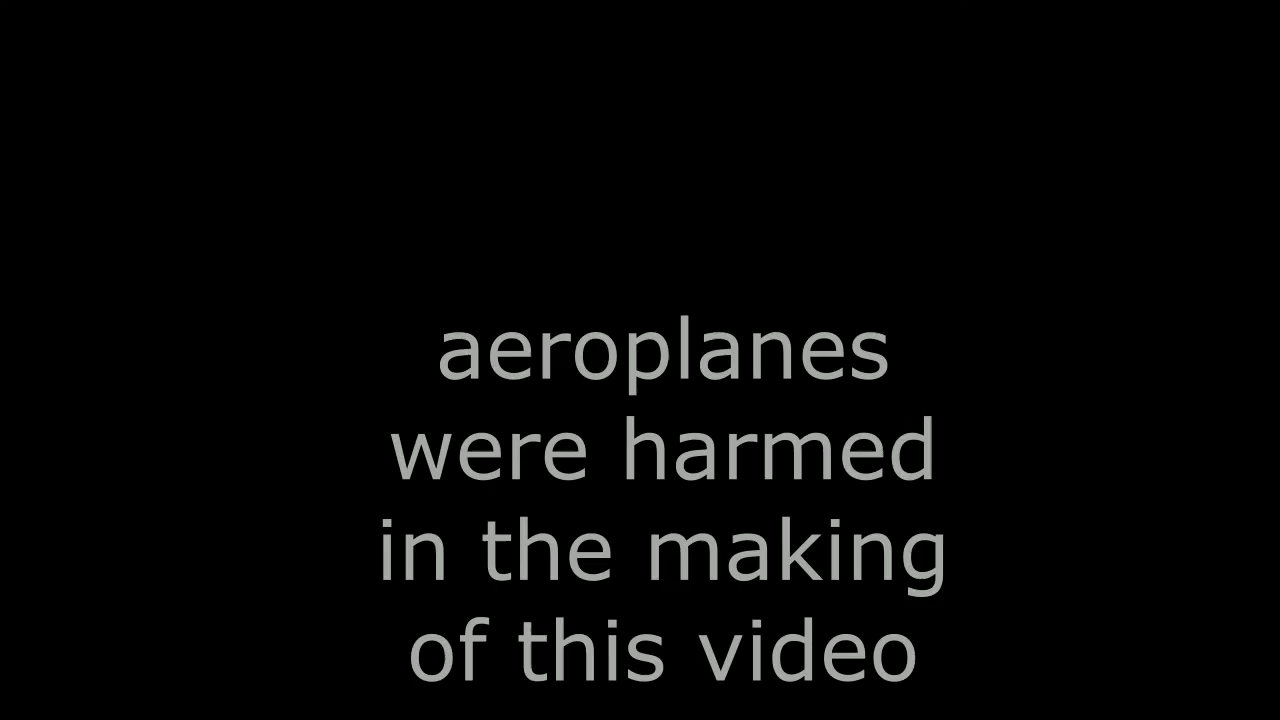 aeroplanes
were harmed
in the making
of this video